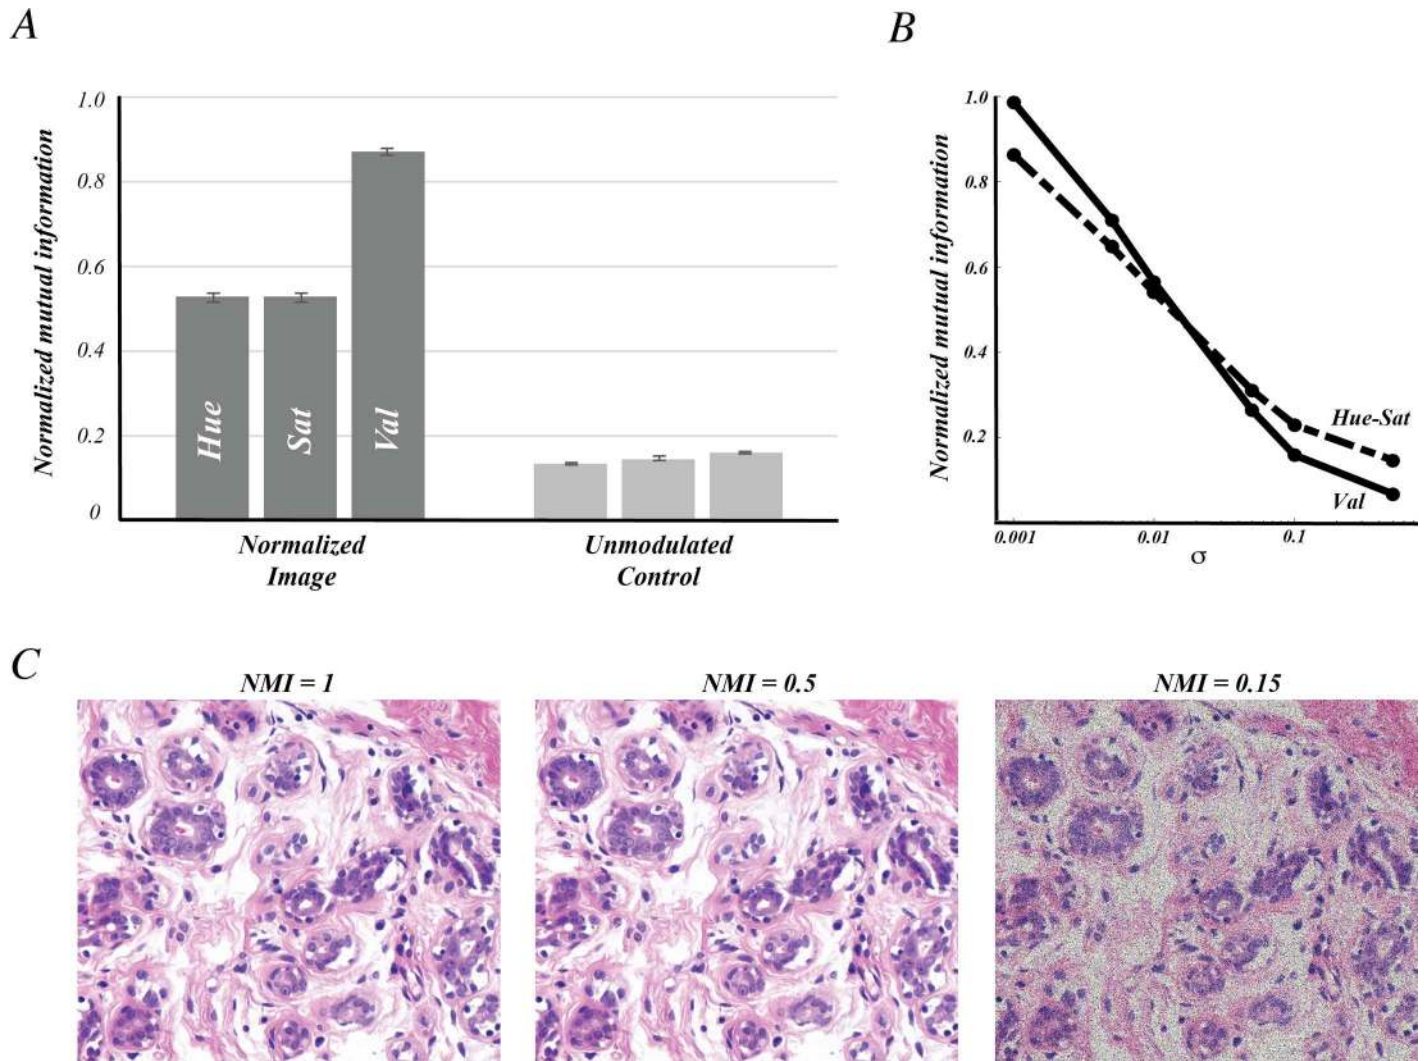 A
Normalized mutual information
1.0
0.8
0.6
0.4
0.2
0
Hue
Sat
Val
Normalized
Image
Unmodulated
Control
B
Normalized mutual information
1.0
0.8
0.6
0.4
0.2
Hue-Sat
Val
0.001
0.01
0.1
σ
C
NMI = 1
NMI = 0.5
NMI = 0.15